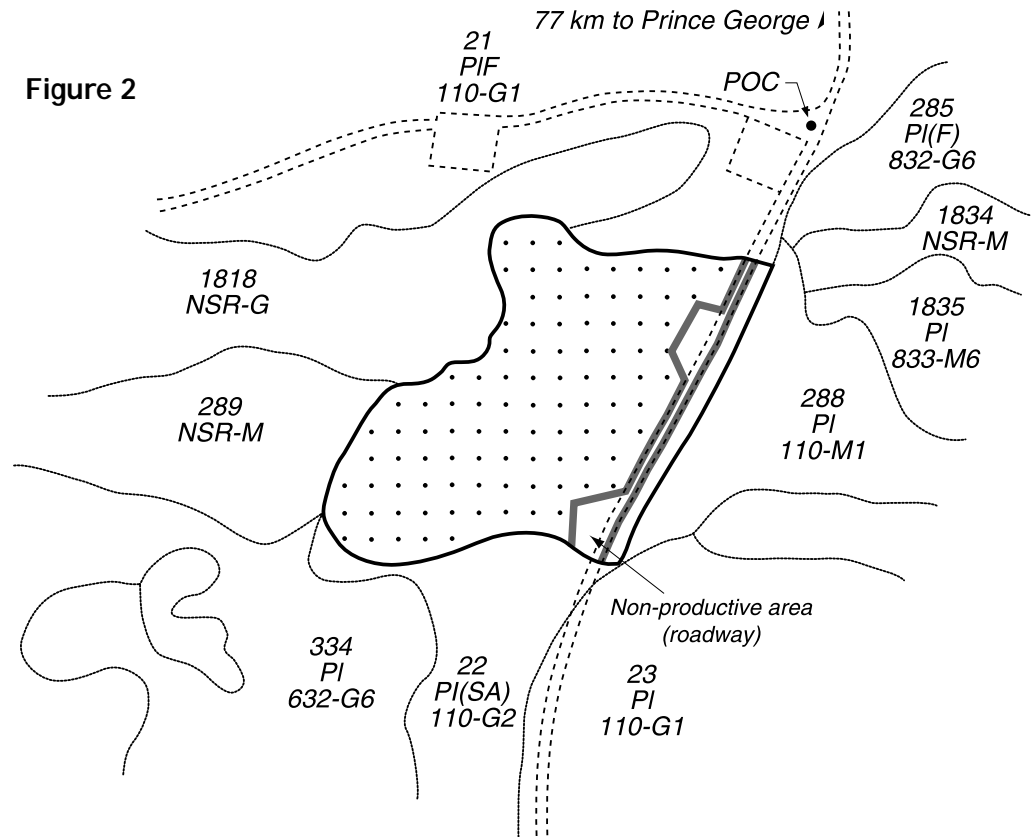 77 km to Prince George
Figure 2
21
PlF
110-G1
POC
285
Pl(F)
832-G6
1834
NSR-M
1818
NSR-G
1835
Pl
833-M6
289
NSR-M
288
Pl
110-M1
Non-productive area
(roadway)
334
Pl
632-G6
22
Pl(SA)
110-G2
23
Pl
110-G1